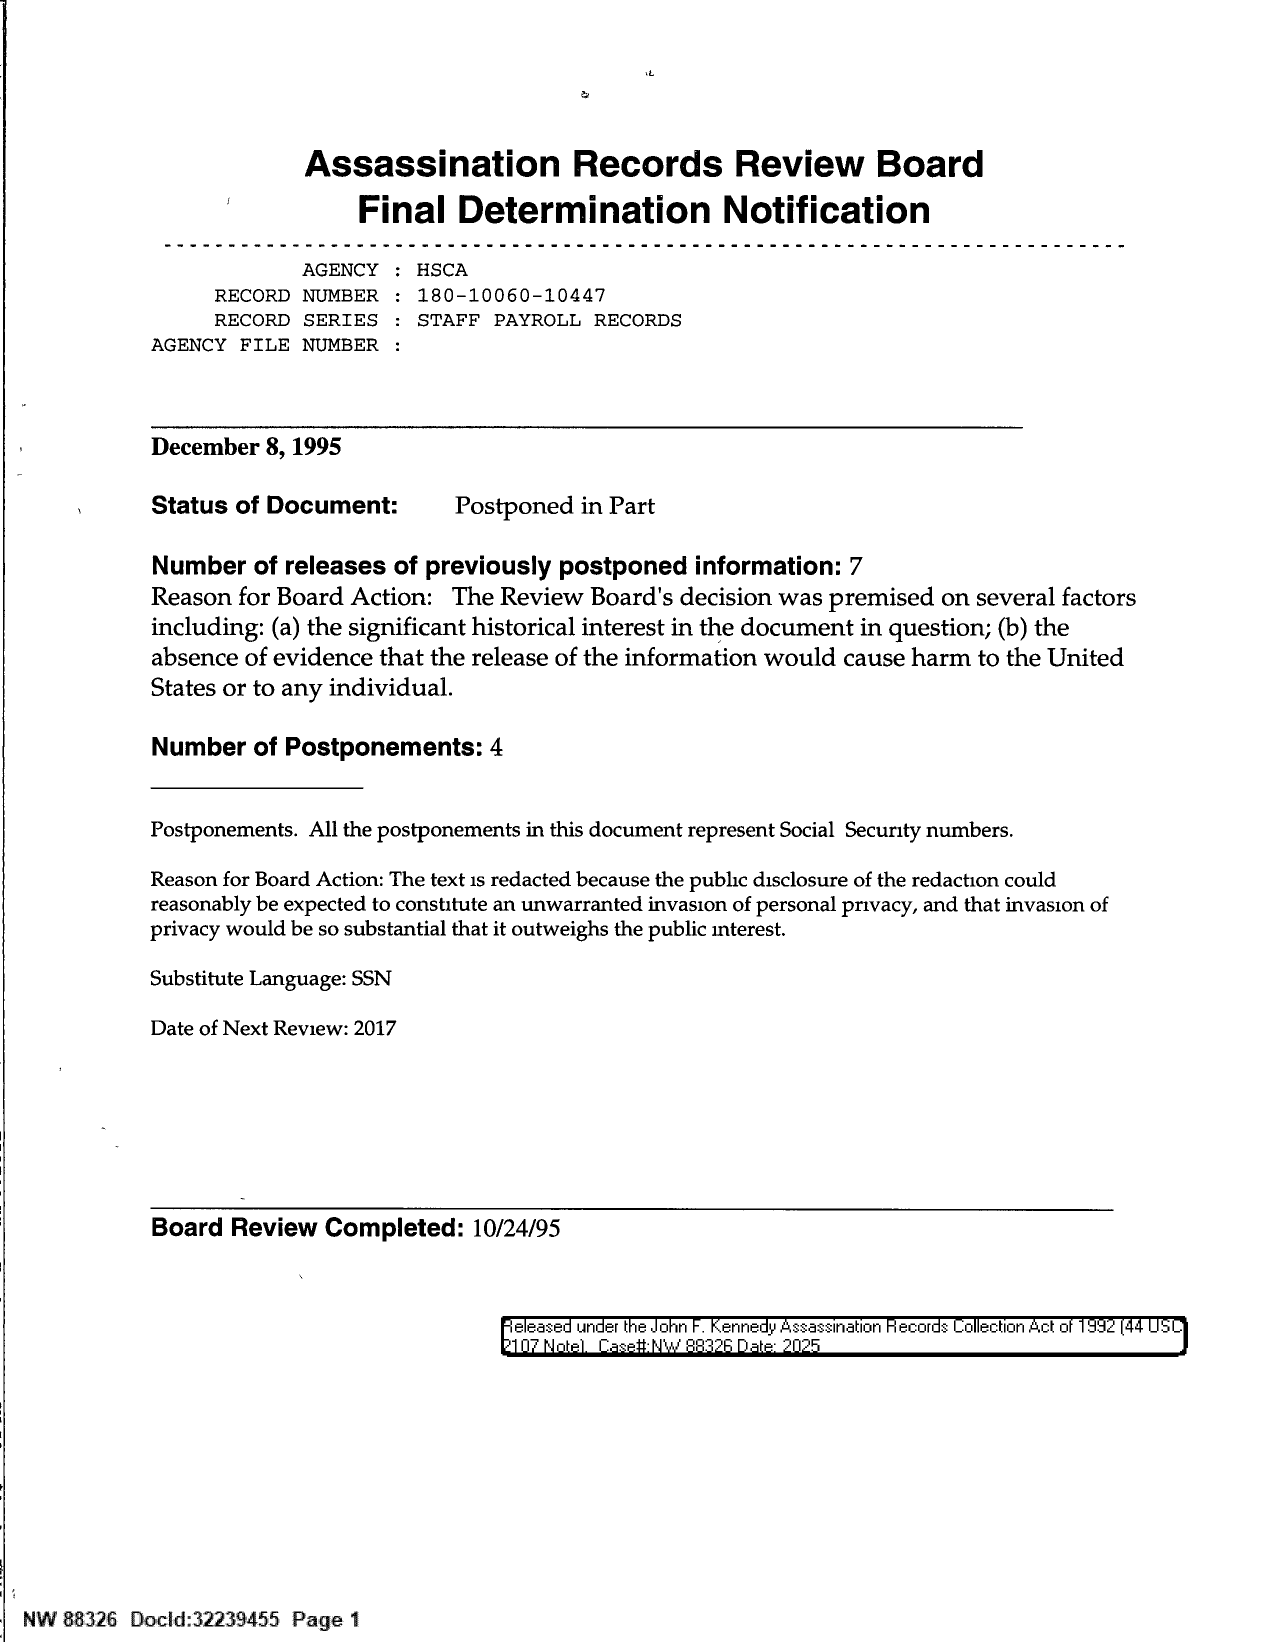 Assassination Records Review Board
Final Determination Notification
AGENCY : HSCA
RECORD NUMBER : 180-10060-10447
RECORD SERIES : STAFF PAYROLL RECORDS
AGENCY FILE NUMBER :
December 8, 1995
Status of Document: Postponed in Part
Number of releases of previously postponed information: 7
Reason for Board Action: The Review Board's decision was premised on several factors
including: (a) the significant historical interest in the document in question; (b) the
absence of evidence that the release of the information would cause harm to the United
States or to any individual.
Number of Postponements: 4
Postponements. All the postponements in this document represent Social Security numbers.
Reason for Board Action: The text is redacted because the public disclosure of the redaction could
reasonably be expected to constitute an unwarranted invasion of personal privacy, and that invasion of
privacy would be so substantial that it outweighs the public interest.
Substitute Language: SSN
Date of Next Review: 2017
Board Review Completed: 10/24/95
Released under the John F. Kennedy Assassination Records Collection Act of 1992 (44 USC
2107 Note). Case#:NW 88326 Date: 2025
NW 88326 DocId:32239455 Page 1